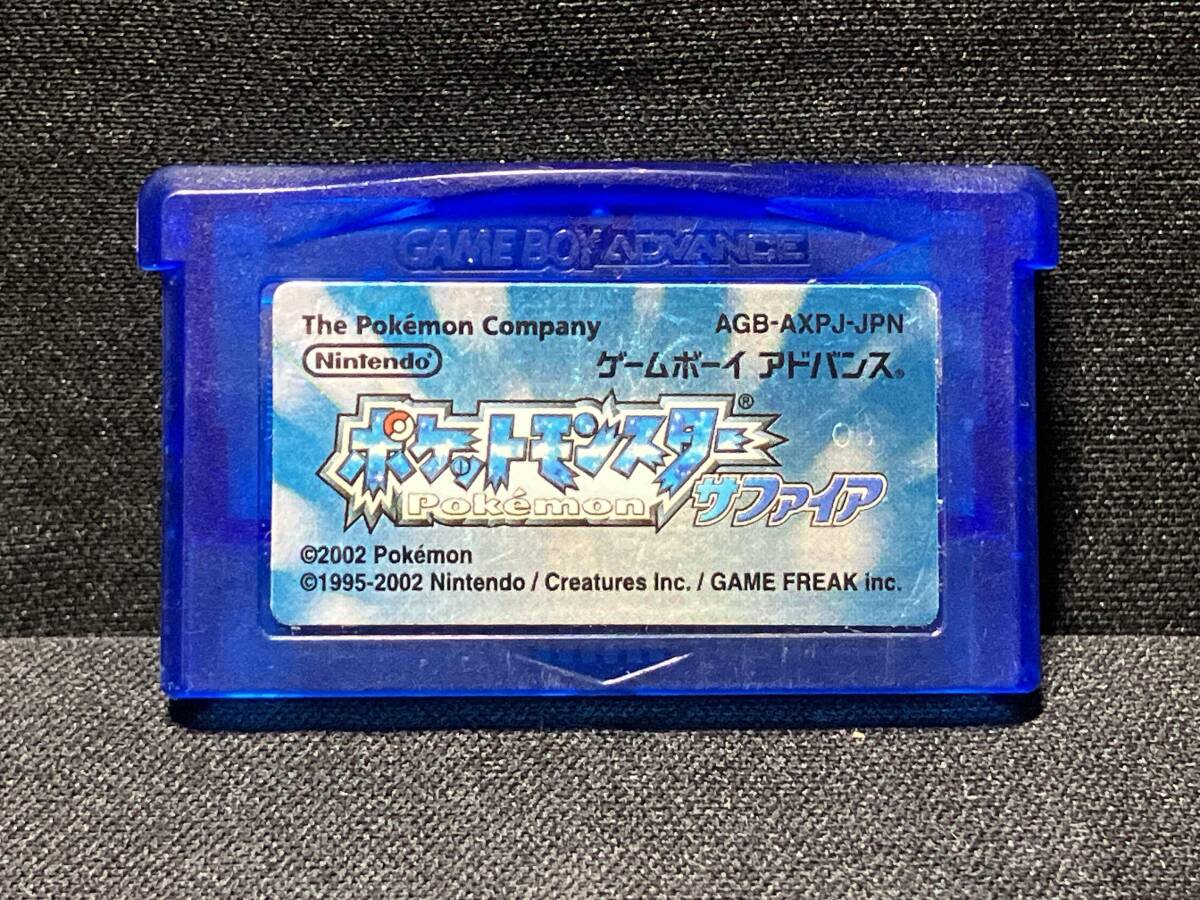 GAME BOY ADVANCE
The Pokémon Company AGB-AXPJ-JPN
Nintendo® ゲームボーイ アドバンス®
ポケットモンスター®
Pokémon サファイア
©2002 Pokémon
©1995-2002 Nintendo / Creatures Inc. / GAME FREAK inc.